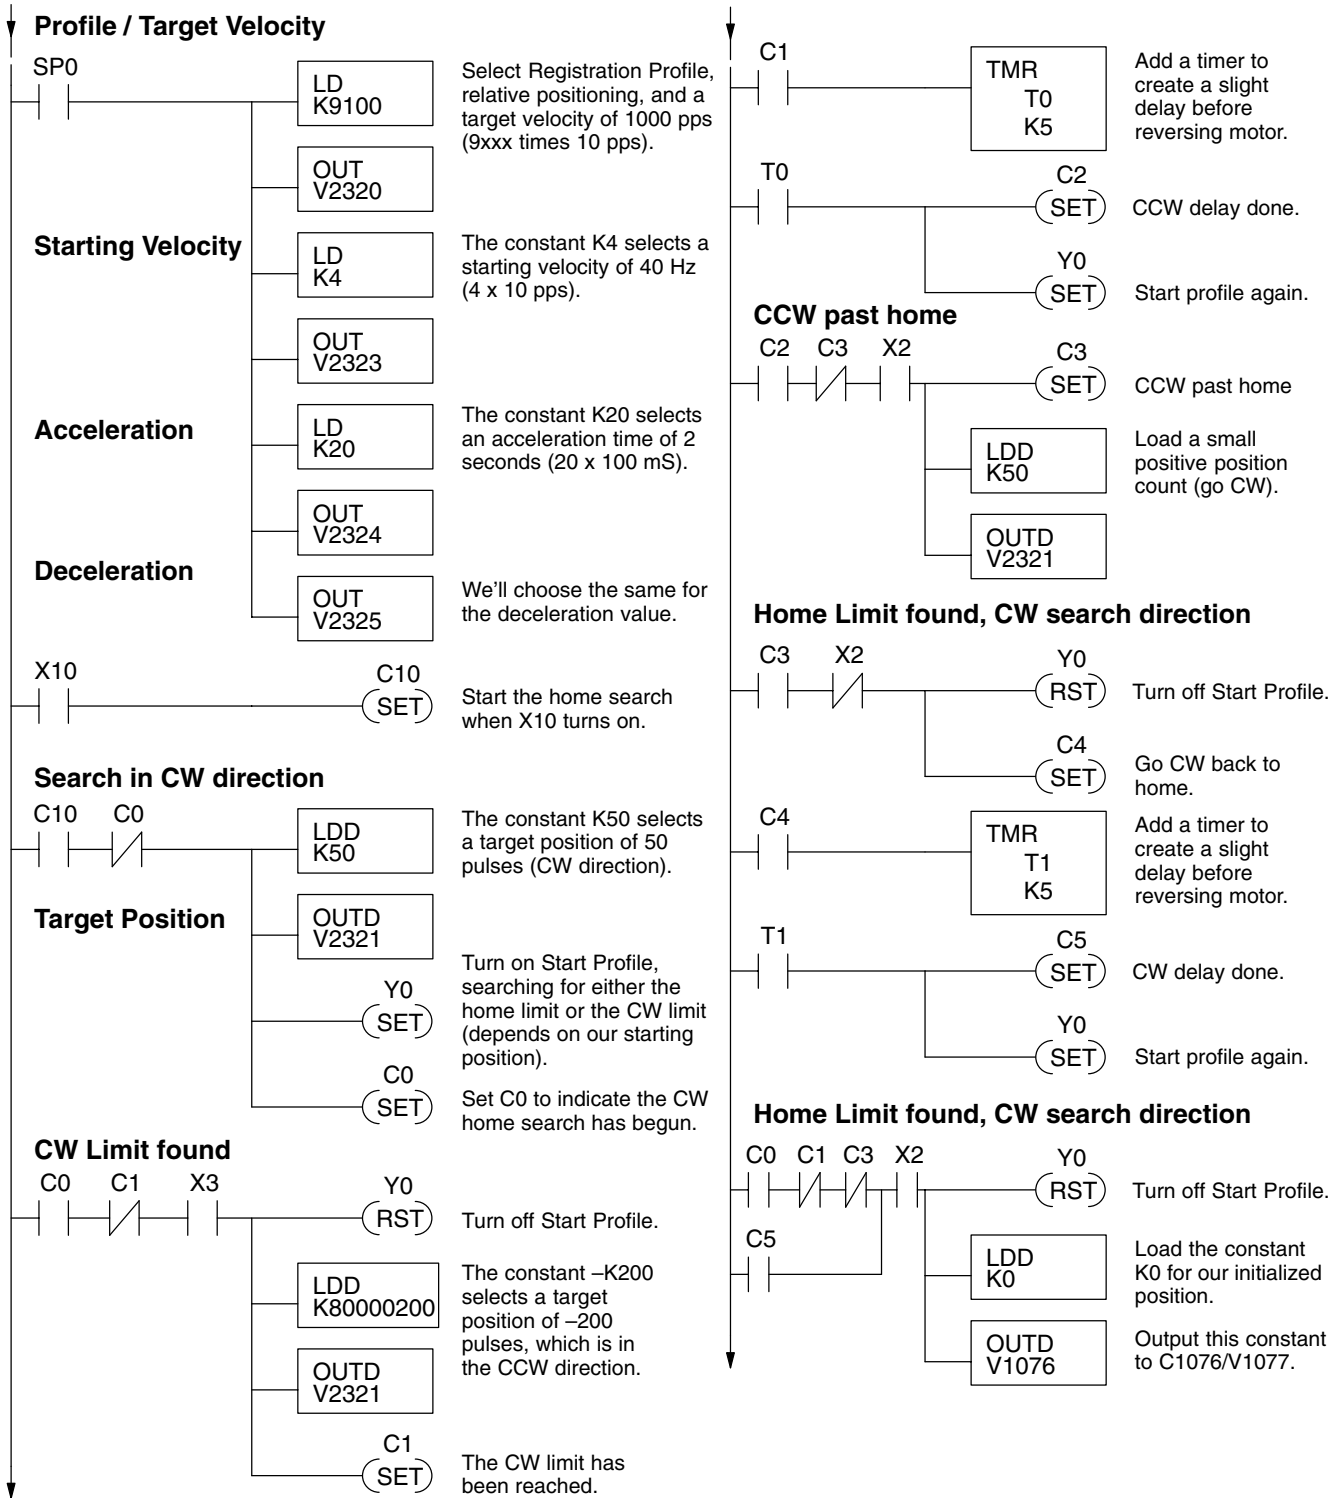 Profile / Target Velocity
SP0
LD
K9100
Select Registration Profile,
relative positioning, and a
target velocity of 1000 pps
(9xxx times 10 pps).
OUT
V2320
Starting Velocity
LD
K4
The constant K4 selects a
starting velocity of 40 Hz
(4 x 10 pps).
OUT
V2323
Acceleration
LD
K20
The constant K20 selects
an acceleration time of 2
seconds (20 x 100 mS).
OUT
V2324
Deceleration
OUT
V2325
We'll choose the same for
the deceleration value.
X10
C10
SET
Start the home search
when X10 turns on.
Search in CW direction
C10 C0
LDD
K50
The constant K50 selects
a target position of 50
pulses (CW direction).
Target Position
OUTD
V2321
Y0
SET
Turn on Start Profile,
searching for either the
home limit or the CW limit
(depends on our starting
position).
C0
SET
Set C0 to indicate the CW
home search has begun.
CW Limit found
C0 C1 X3
Y0
RST
Turn off Start Profile.
LDD
K80000200
The constant –K200
selects a target
position of –200
pulses, which is in
the CCW direction.
OUTD
V2321
C1
SET
The CW limit has
been reached.
C1
TMR
T0
K5
Add a timer to
create a slight
delay before
reversing motor.
T0
C2
SET
CCW delay done.
Y0
SET
Start profile again.
CCW past home
C2 C3 X2
C3
SET
CCW past home
LDD
K50
Load a small
positive position
count (go CW).
OUTD
V2321
Home Limit found, CW search direction
C3 X2
Y0
RST
Turn off Start Profile.
C4
SET
Go CW back to
home.
C4
TMR
T1
K5
Add a timer to
create a slight
delay before
reversing motor.
T1
C5
SET
CW delay done.
Y0
SET
Start profile again.
Home Limit found, CW search direction
C0 C1 C3 X2
Y0
RST
Turn off Start Profile.
C5
LDD
K0
Load the constant
K0 for our initialized
position.
OUTD
V1076
Output this constant
to C1076/V1077.